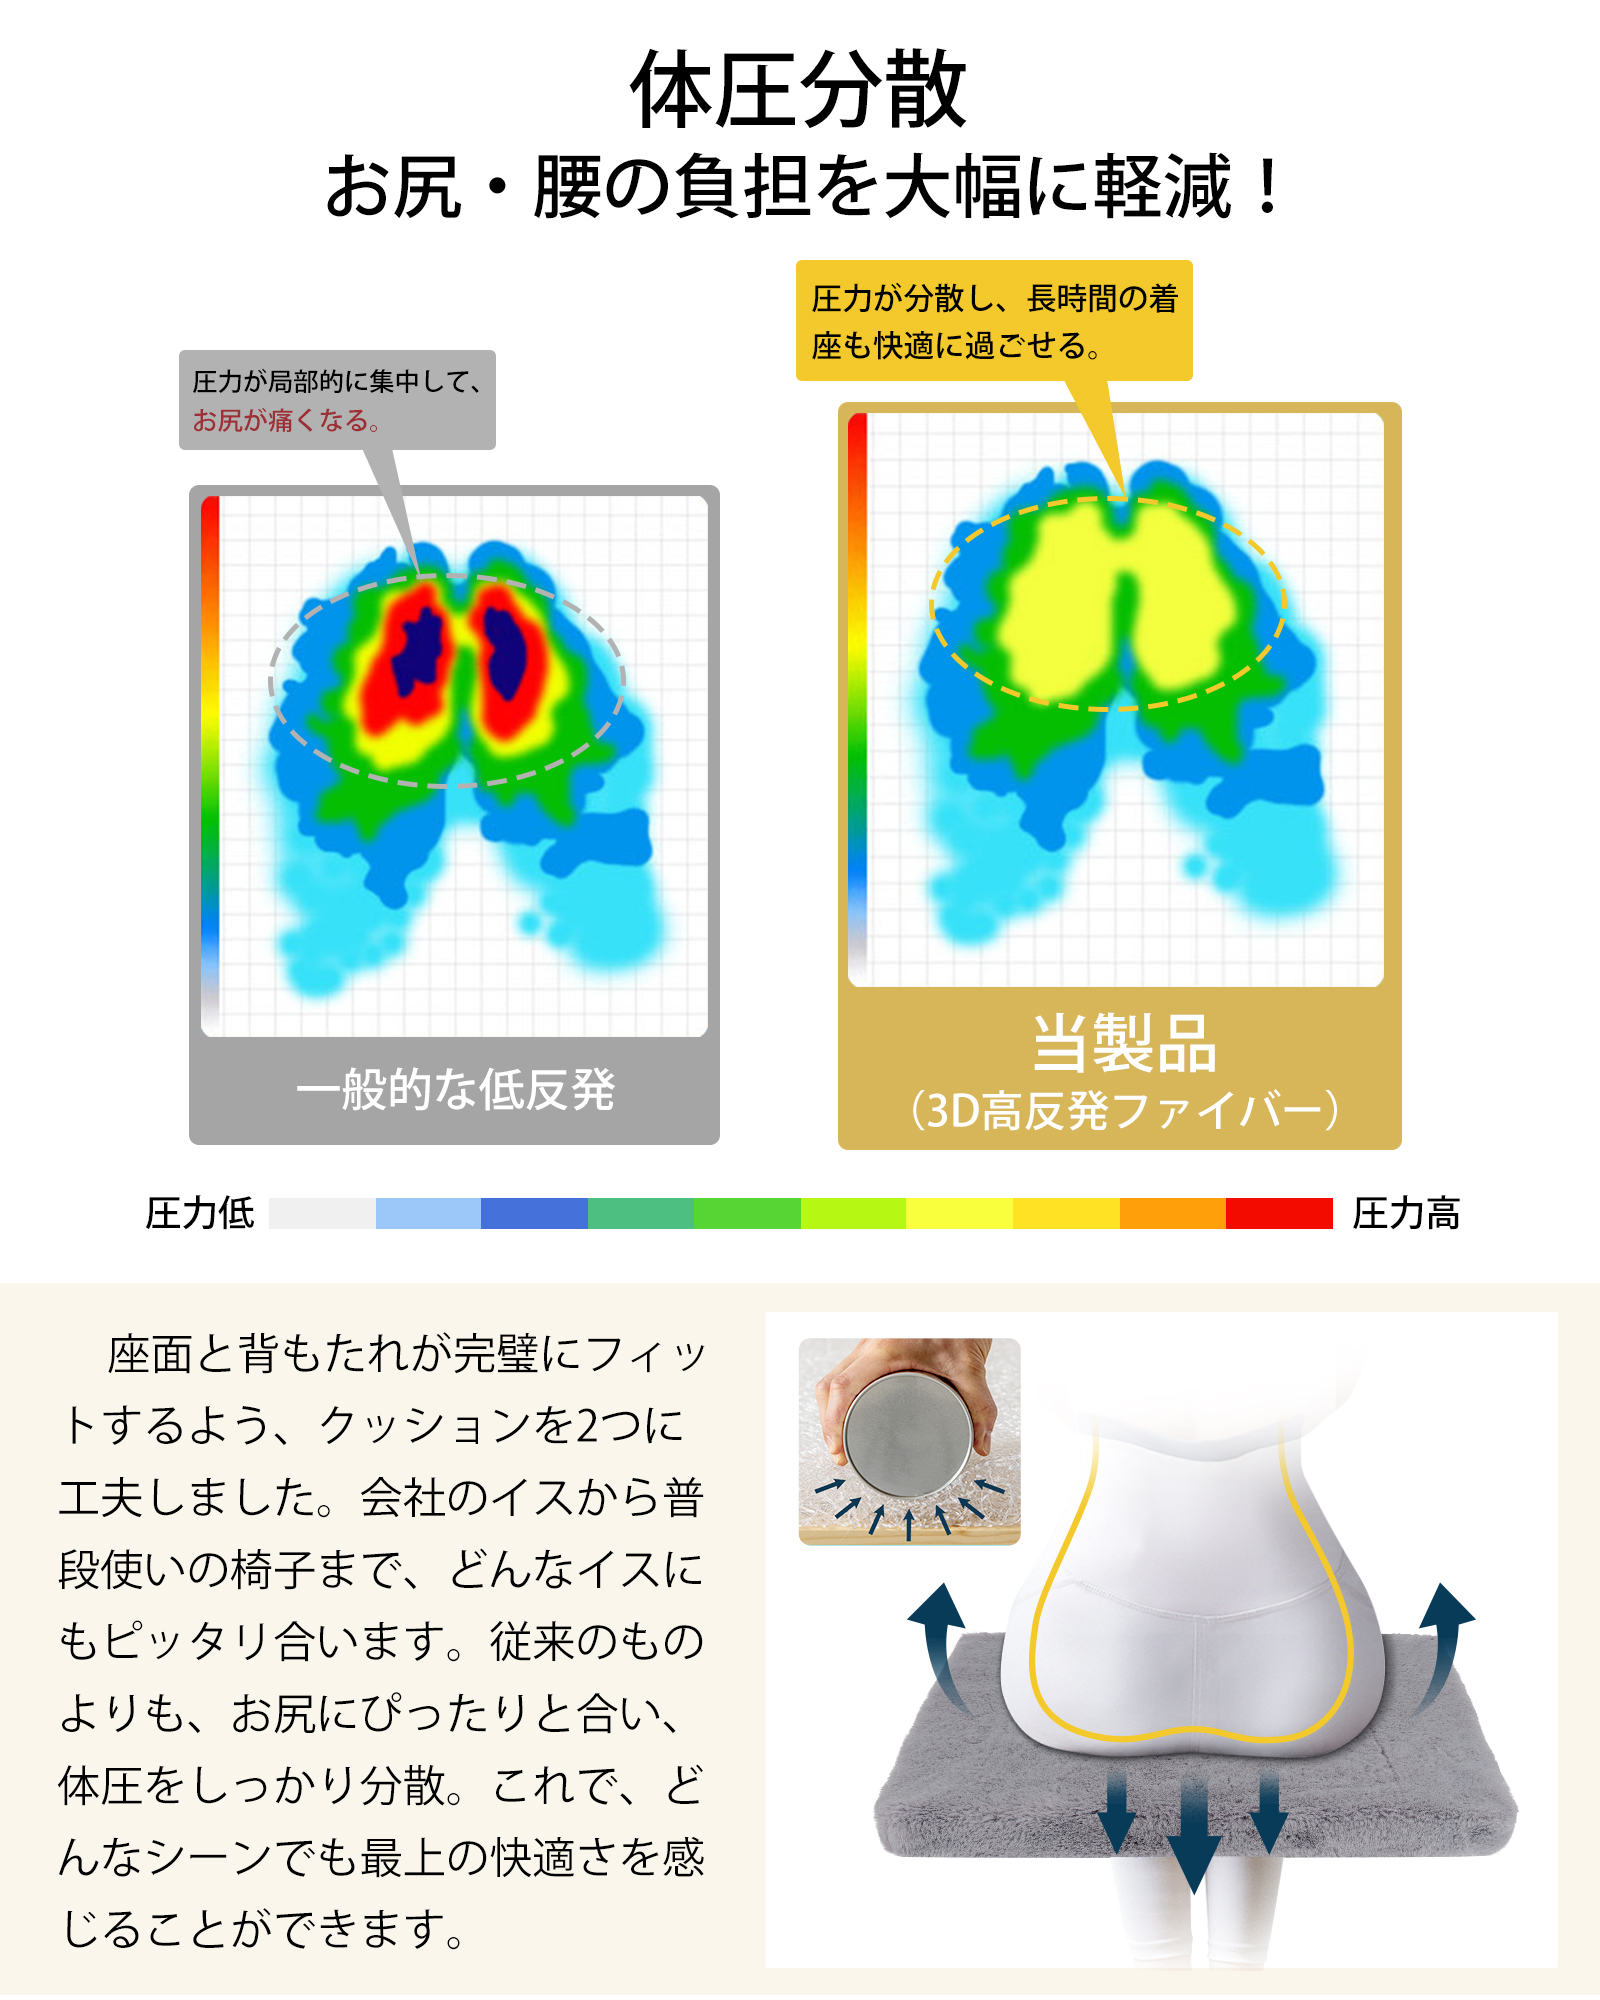 体圧分散
お尻・腰の負担を大幅に軽減！
圧力が分散し、長時間の着
座も快適に過ごせる。
圧力が局部的に集中して、
お尻が痛くなる。
一般的な低反発
当製品
（3D高反発ファイバー）
圧力低
圧力高
座面と背もたれが完璧にフィッ
トするよう、クッションを2つに
工夫しました。会社のイスから普
段使いの椅子まで、どんなイスに
もピッタリ合います。従来のもの
よりも、お尻にぴったりと合い、
体圧をしっかり分散。これで、ど
んなシーンでも最上の快適さを感
じることができます。